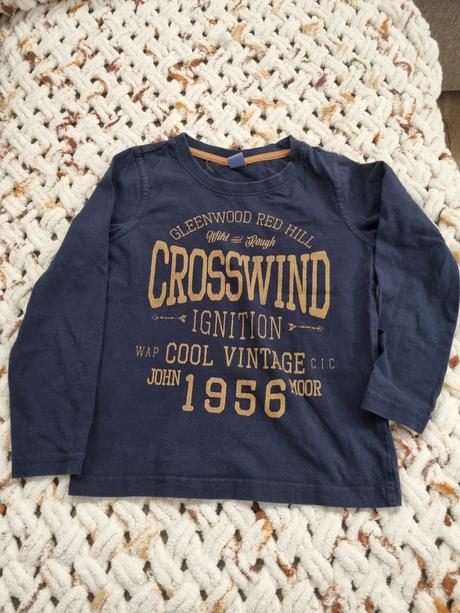 GLEENWOOD RED HILL
Wild and Rough
CROSSWIND
IGNITION
WAP COOL VINTAGE C.I.C.
JOHN 1956 MOOR